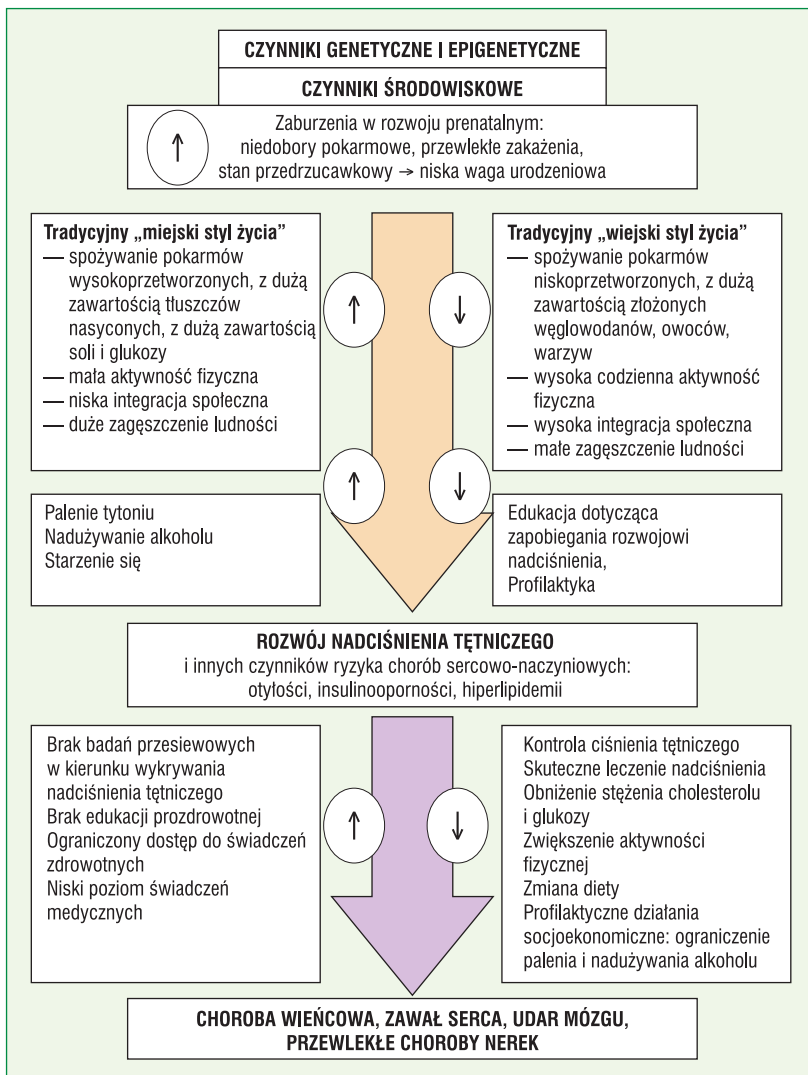 CZYNNIKI GENETYCZNE I EPIGENETYCZNE
CZYNNIKI ŚRODOWISKOWE
↑
Zaburzenia w rozwoju prenatalnym:
niedobory pokarmowe, przewlekłe zakażenia,
stan przedrzucawkowy → niska waga urodzeniowa
Tradycyjny „miejski styl życia”
— spożywanie pokarmów
wysokoprzetworzonych, z dużą
zawartością tłuszczów
nasyconych, z dużą zawartością
soli i glukozy
— mała aktywność fizyczna
— niska integracja społeczna
— duże zagęszczenie ludności
↑
↓
Tradycyjny „wiejski styl życia”
— spożywanie pokarmów
niskoprzetworzonych, z dużą
zawartością złożonych
węglowodanów, owoców,
warzyw
— wysoka codzienna aktywność
fizyczna
— wysoka integracja społeczna
— małe zagęszczenie ludności
Palenie tytoniu
Nadużywanie alkoholu
Starzenie się
↑
↓
Edukacja dotycząca
zapobiegania rozwojowi
nadciśnienia,
Profilaktyka
ROZWÓJ NADCIŚNIENIA TĘTNICZEGO
i innych czynników ryzyka chorób sercowo-naczyniowych:
otyłości, insulinooporności, hiperlipidemii
Brak badań przesiewowych
w kierunku wykrywania
nadciśnienia tętniczego
Brak edukacji prozdrowotnej
Ograniczony dostęp do świadczeń
zdrowotnych
Niski poziom świadczeń
medycznych
↑
↓
Kontrola ciśnienia tętniczego
Skuteczne leczenie nadciśnienia
Obniżenie stężenia cholesterolu
i glukozy
Zwiększenie aktywności
fizycznej
Zmiana diety
Profilaktyczne działania
socjoekonomiczne: ograniczenie
palenia i nadużywania alkoholu
CHOROBA WIEŃCOWA, ZAWAŁ SERCA, UDAR MÓZGU,
PRZEWLEKŁE CHOROBY NEREK